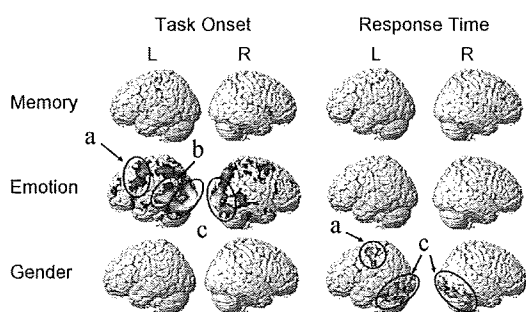 Task Onset Response Time
L R L R
Memory
a
b
Emotion
c
a c
Gender